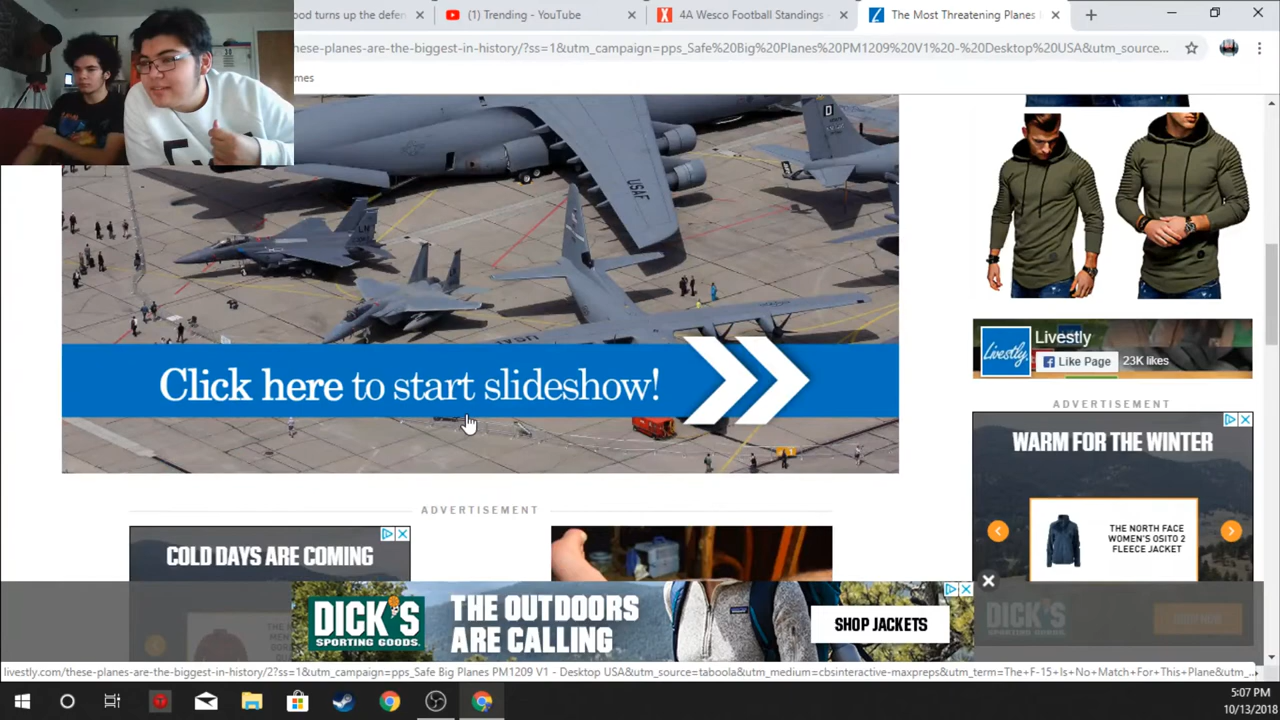 ood turns up the defen
(1) Trending - YouTube
4A Wesco Football Standings -
The Most Threatening Planes
hese-planes-are-the-biggest-in-history/?ss=1&utm_campaign=pps_Safe%20Big%20Planes%20PM1209%20V1%20-%20Desktop%20USA&utm_source...
mes
USAF
D
LN
Click here to start slideshow!
Livestly.
Livestly
Like Page
23K likes
ADVERTISEMENT
WARM FOR THE WINTER
THE NORTH FACE
WOMEN'S OSITO 2
FLEECE JACKET
ADVERTISEMENT
COLD DAYS ARE COMING
DICK'S
SPORTING GOODS.
THE OUTDOORS
ARE CALLING
SHOP JACKETS
DICK'S
SPORTING GOODS.
livestly.com/these-planes-are-the-biggest-in-history/2?ss=1&utm_campaign=pps_Safe Big Planes PM1209 V1 - Desktop USA&utm_source=taboola&utm_medium=cbsinteractive-maxpreps&utm_term=The+F-15+Is+No+Match+For+This+Plane&utm_...
5:07 PM
10/13/2018